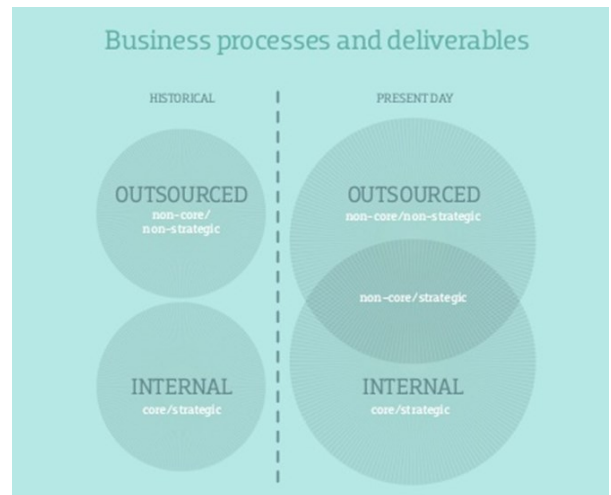 Business processes and deliverables
HISTORICAL
OUTSOURCED
non-core/
non-strategic
INTERNAL
core/strategic
PRESENT DAY
OUTSOURCED
non-core/non-strategic
non-core/strategic
INTERNAL
core/strategic